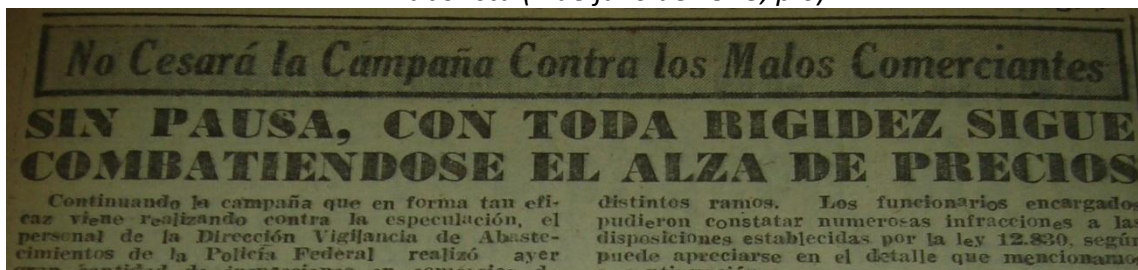 No Cesará la Campaña Contra los Malos Comerciantes
SIN PAUSA, CON TODA RIGIDEZ SIGUE
COMBATIENDOSE EL ALZA DE PRECIOS
Continuando la campaña que en forma tan efi-
caz viene realizando contra la especulación, el
personal de la Dirección Vigilancia de Abaste-
cimientos de la Policía Federal realizó ayer
distintos ramos. Los funcionarios encargados
pudieron constatar numerosas infracciones a las
disposiciones establecidas por la ley 12.830, según
puede apreciarse en el detalle que mencionamos